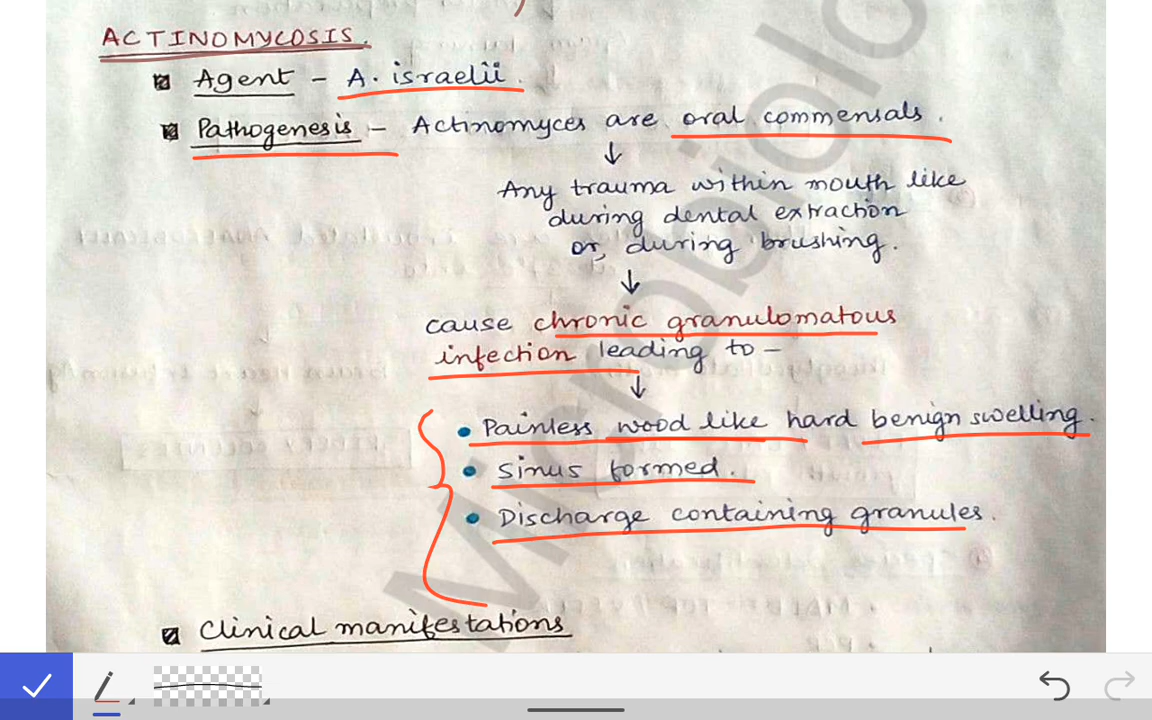 ACTINOMYCOSIS.
Agent - A. israelii.
Pathogenesis - Actinomyces are oral commensals.
↓
Any trauma within mouth like
during dental extraction
or, during brushing.
↓
cause chronic granulomatous
infection leading to -
↓
• Painless wood like hard benign swelling.
• Sinus formed.
• Discharge containing granules.
Clinical manifestations
Microbiolo